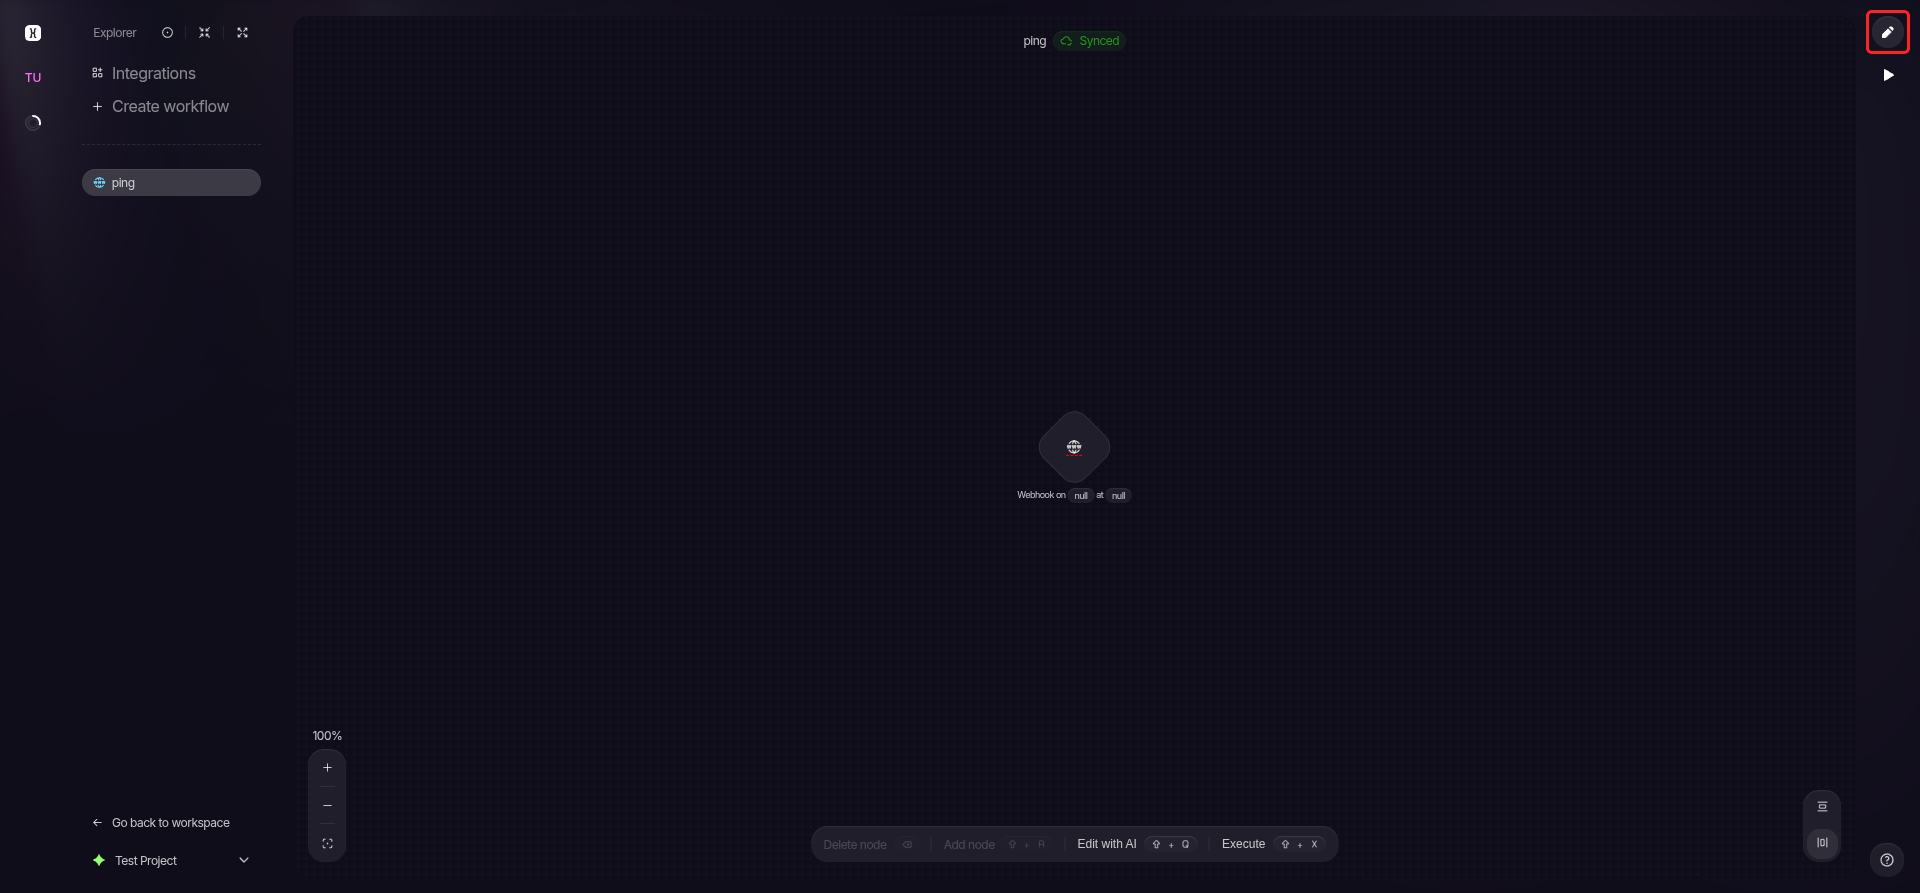 Explorer
TU
Integrations
Create workflow
ping
ping Synced
Webhook on null at null
100%
Go back to workspace
Test Project
Delete node Add node + A Edit with AI + Q Execute + X